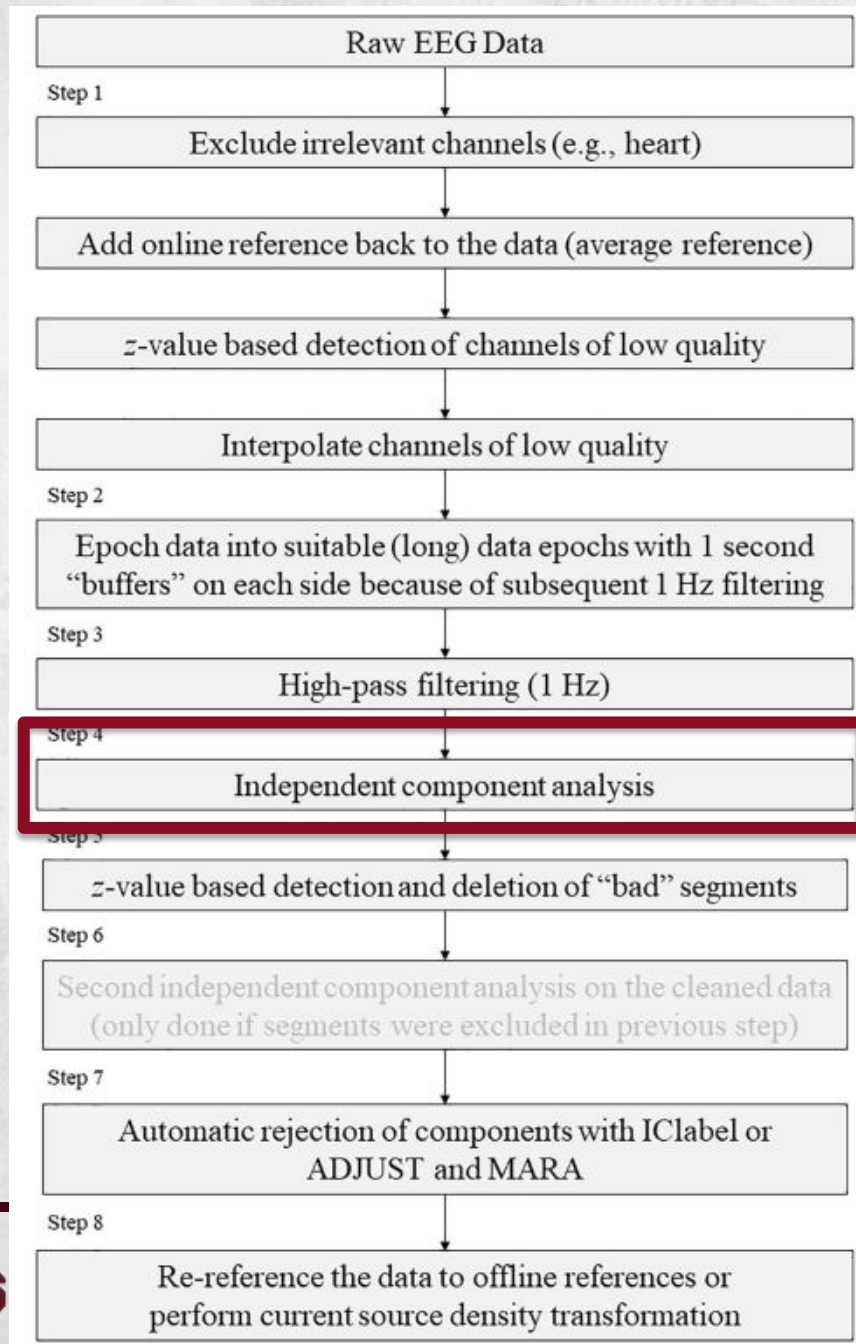 Raw EEG Data
Step 1
Exclude irrelevant channels (e.g., heart)
Add online reference back to the data (average reference)
z-value based detection of channels of low quality
Interpolate channels of low quality
Step 2
Epoch data into suitable (long) data epochs with 1 second
“buffers” on each side because of subsequent 1 Hz filtering
Step 3
High-pass filtering (1 Hz)
Step 4
Independent component analysis
Step 5
z-value based detection and deletion of “bad” segments
Step 6
Second independent component analysis on the cleaned data
(only done if segments were excluded in previous step)
Step 7
Automatic rejection of components with IClabel or
ADJUST and MARA
Step 8
Re-reference the data to offline references or
perform current source density transformation